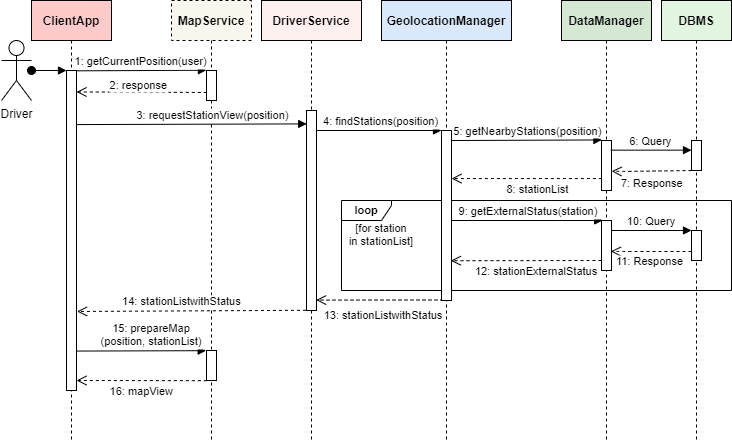 ClientApp
MapService
DriverService
GeolocationManager
DataManager
DBMS
Driver
1: getCurrentPosition(user)
2: response
3: requestStationView(position)
4: findStations(position)
5: getNearbyStations(position)
6: Query
7: Response
8: stationList
loop
[for station
in stationList]
9: getExternalStatus(station)
10: Query
11: Response
12: stationExternalStatus
13: stationListwithStatus
14: stationListwithStatus
15: prepareMap
(position, stationList)
16: mapView